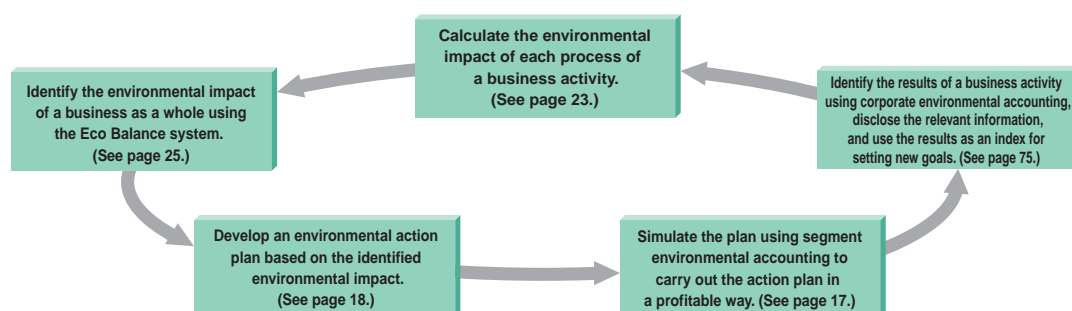 Calculate the environmental
impact of each process of
a business activity.
(See page 23.)
Identify the environmental impact
of a business as a whole using
the Eco Balance system.
(See page 25.)
Develop an environmental action
plan based on the identified
environmental impact.
(See page 18.)
Simulate the plan using segment
environmental accounting to
carry out the action plan in
a profitable way. (See page 17.)
Identify the results of a business activity
using corporate environmental accounting,
disclose the relevant information,
and use the results as an index for
setting new goals. (See page 75.)